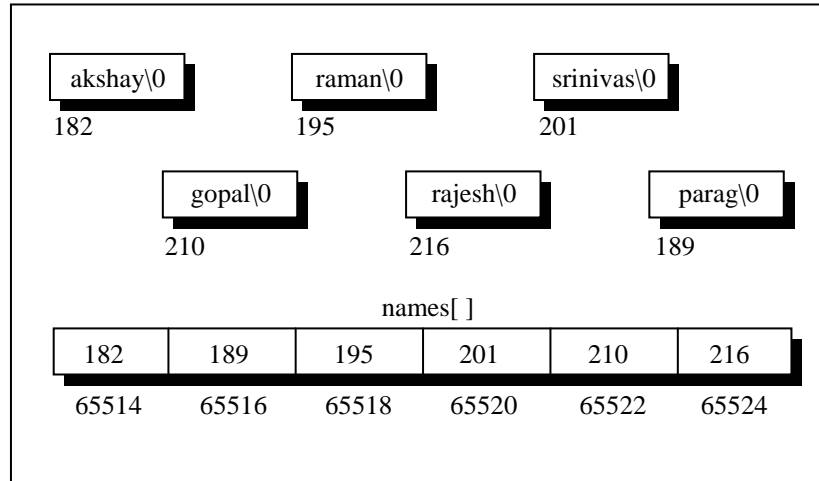 akshay\0 raman\0 srinivas\0
182 195 201
gopal\0 rajesh\0 parag\0
210 216 189
names[ ]
182 189 195 201 210 216
65514 65516 65518 65520 65522 65524